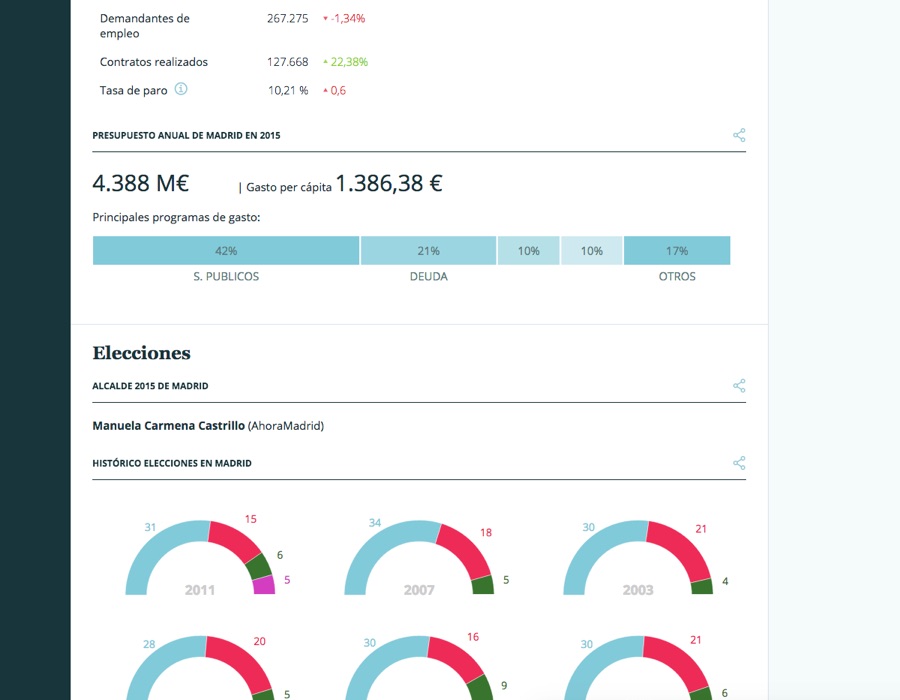 Demandantes de empleo 267.275 -1,34%
Contratos realizados 127.668 22,38%
Tasa de paro 10,21 % 0,6
PRESUPUESTO ANUAL DE MADRID EN 2015
4.388 M€ | Gasto per cápita 1.386,38 €
Principales programas de gasto:
42% 21% 10% 10% 17%
S. PUBLICOS DEUDA OTROS
Elecciones
ALCALDE 2015 DE MADRID
Manuela Carmena Castrillo (AhoraMadrid)
HISTÓRICO ELECCIONES EN MADRID
31 15 6 5 2011
34 18 5 2007
30 21 4 2003
28 20 5
30 16 9
30 21 6